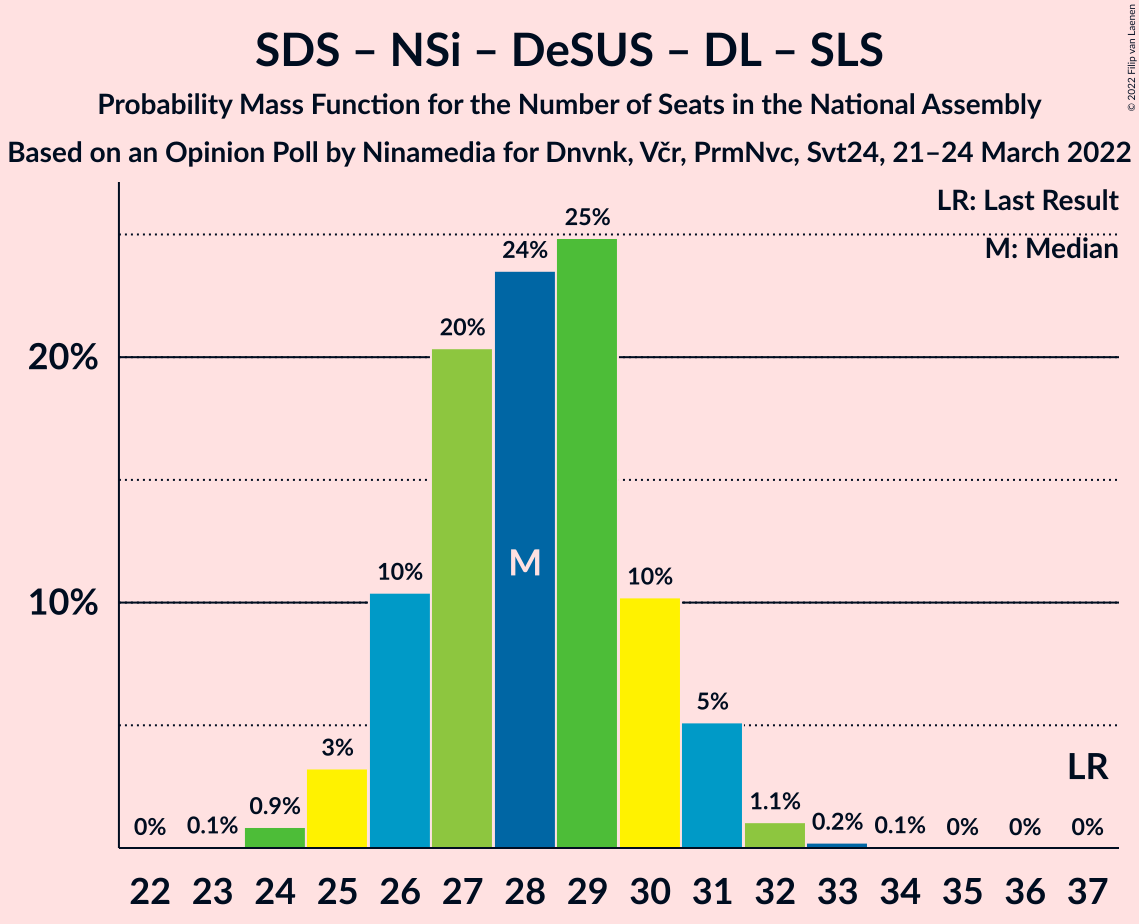 SDS – NSi – DeSUS – DL – SLS
Probability Mass Function for the Number of Seats in the National Assembly
Based on an Opinion Poll by Ninamedia for Dnvnk, Včr, PrmNvc, Svt24, 21–24 March 2022
© 2022 Filip van Laenen
LR: Last Result
M: Median
20%
10%
0%
0.1%
0.9%
3%
10%
20%
24%
25%
10%
5%
1.1%
0.2%
0.1%
0%
0%
0%
M
LR
22 23 24 25 26 27 28 29 30 31 32 33 34 35 36 37